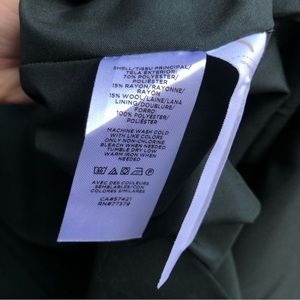 SHELL/TISSU PRINCIPAL/
TELA EXTERIOR/
70% POLYESTER/
POLIÉSTER
15% RAYON/RAYONNE/
RAYÓN
15% WOOL/LAINE/LANA
LINING/DOUBLURE/
FORRO
100% POLYESTER/
POLIÉSTER
MACHINE WASH COLD
WITH LIKE COLORS
ONLY NON-CHLORINE
BLEACH WHEN NEEDED
TUMBLE DRY LOW
WARM IRON WHEN
NEEDED
AVEC DES COULEURS
SEMBLABLES-CON
COLORES SIMILARES
CA#57421
RN#77379